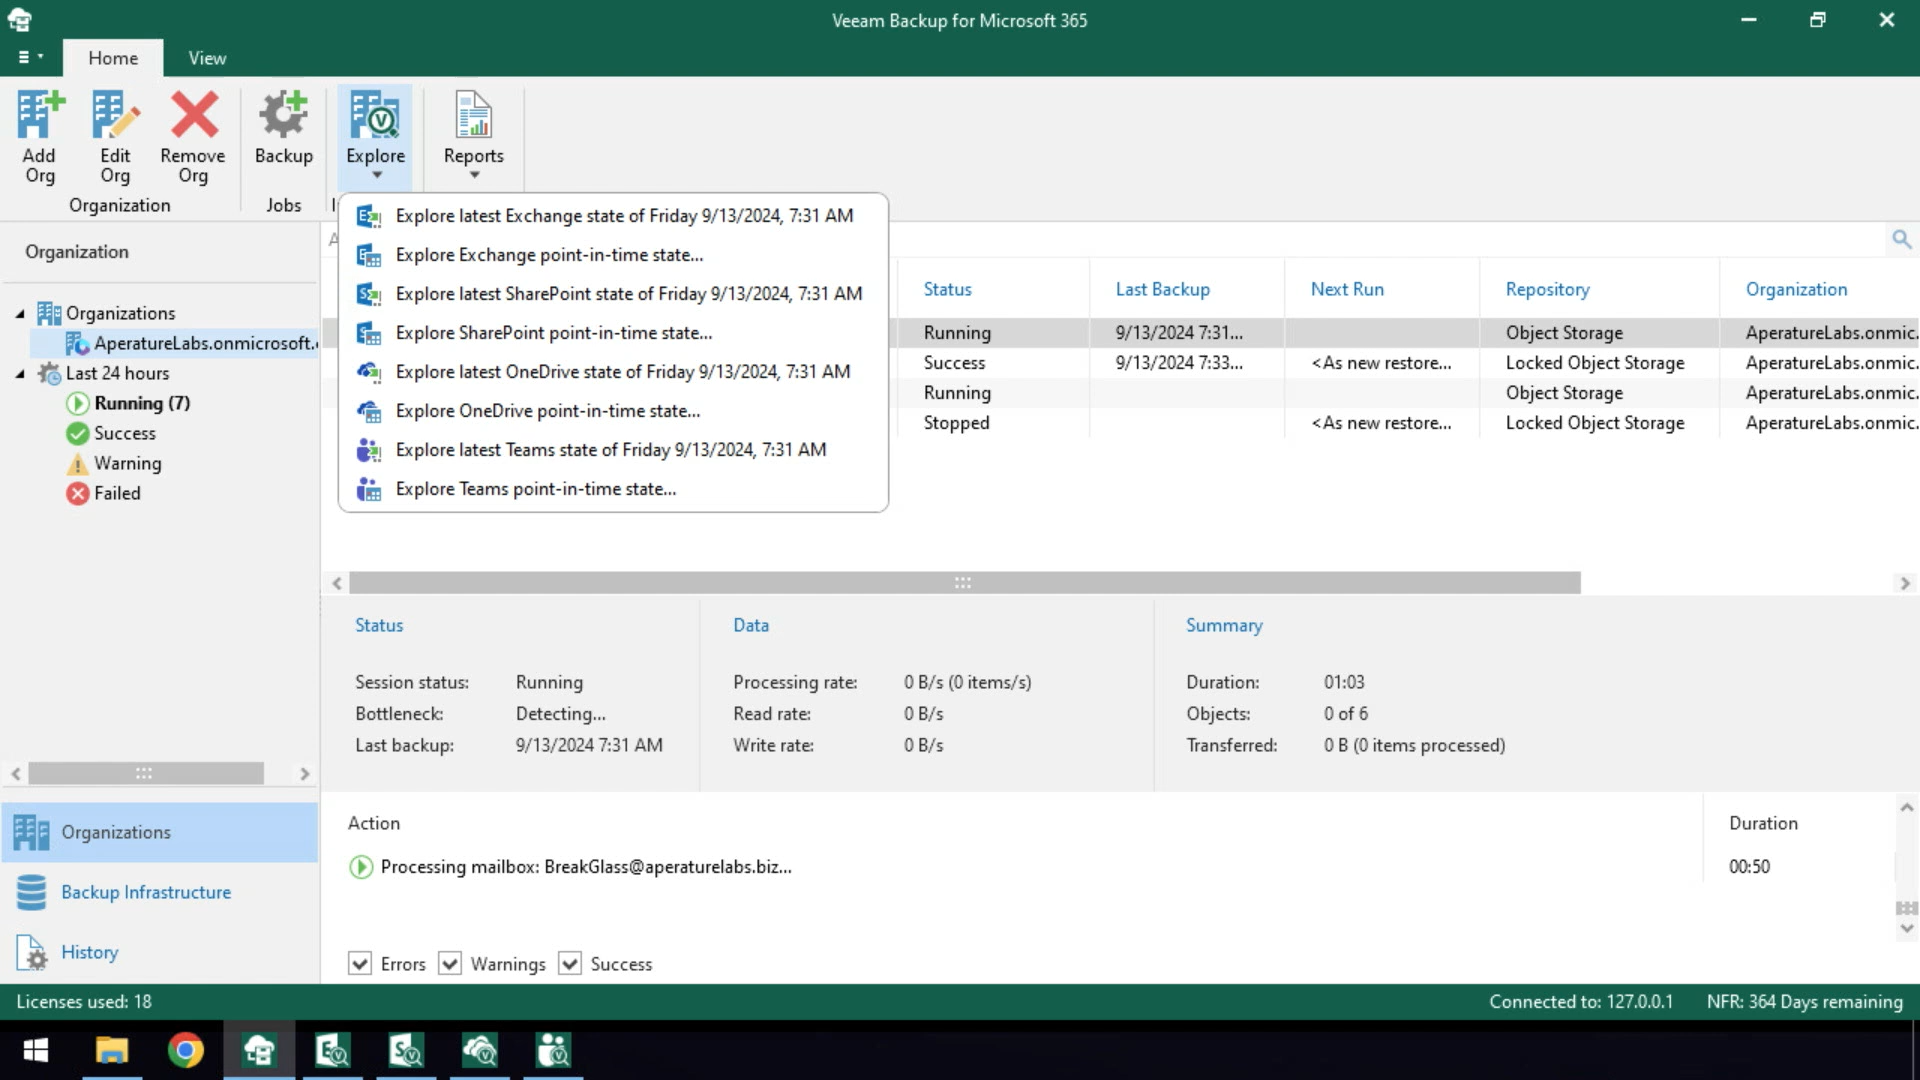 Veeam Backup for Microsoft 365
Home
View
Add Org
Edit Org
Remove Org
Organization
Backup
Jobs
Explore
Reports
Explore latest Exchange state of Friday 9/13/2024, 7:31 AM
Explore Exchange point-in-time state...
Explore latest SharePoint state of Friday 9/13/2024, 7:31 AM
Explore SharePoint point-in-time state...
Explore latest OneDrive state of Friday 9/13/2024, 7:31 AM
Explore OneDrive point-in-time state...
Explore latest Teams state of Friday 9/13/2024, 7:31 AM
Explore Teams point-in-time state...
Organization
Organizations
AperatureLabs.onmicrosoft.
Last 24 hours
Running (7)
Success
Warning
Failed
Status Last Backup Next Run Repository Organization
Running 9/13/2024 7:31... Object Storage AperatureLabs.onmic.
Success 9/13/2024 7:33... <As new restore... Locked Object Storage AperatureLabs.onmic.
Running Object Storage AperatureLabs.onmic.
Stopped <As new restore... Locked Object Storage AperatureLabs.onmic.
Status
Session status: Running
Bottleneck: Detecting...
Last backup: 9/13/2024 7:31 AM
Data
Processing rate: 0 B/s (0 items/s)
Read rate: 0 B/s
Write rate: 0 B/s
Summary
Duration: 01:03
Objects: 0 of 6
Transferred: 0 B (0 items processed)
Organizations
Backup Infrastructure
History
Action Duration
Processing mailbox: BreakGlass@aperaturelabs.biz... 00:50
Errors Warnings Success
Licenses used: 18
Connected to: 127.0.0.1
NFR: 364 Days remaining